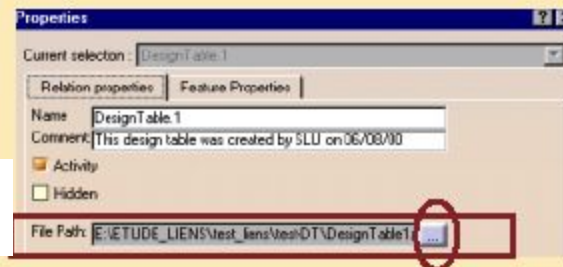 Properties
Current selection : DesignTable.1
Relation properties Feature Properties
Name DesignTable.1
Comment: This design table was created by SLU on 06/08/00
Activity
Hidden
File Path: E:\ETUDE_LIENS\test_liens\test\DT\DesignTable1 ...